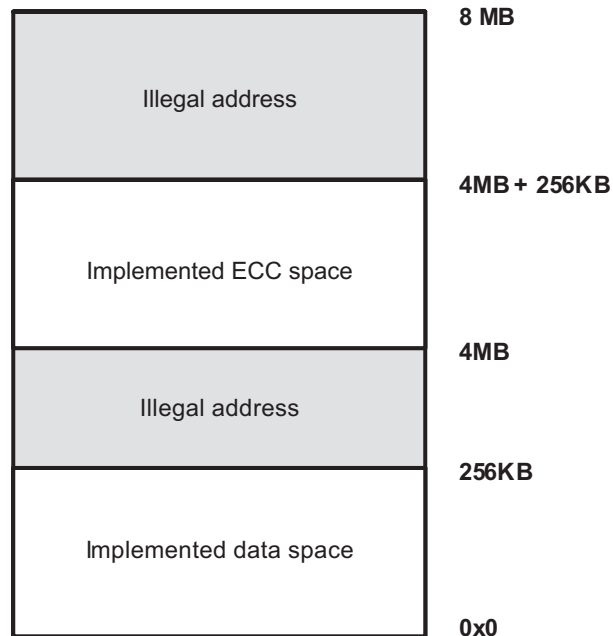 8 MB
Illegal address
4MB + 256KB
Implemented ECC space
4MB
Illegal address
256KB
Implemented data space
0x0